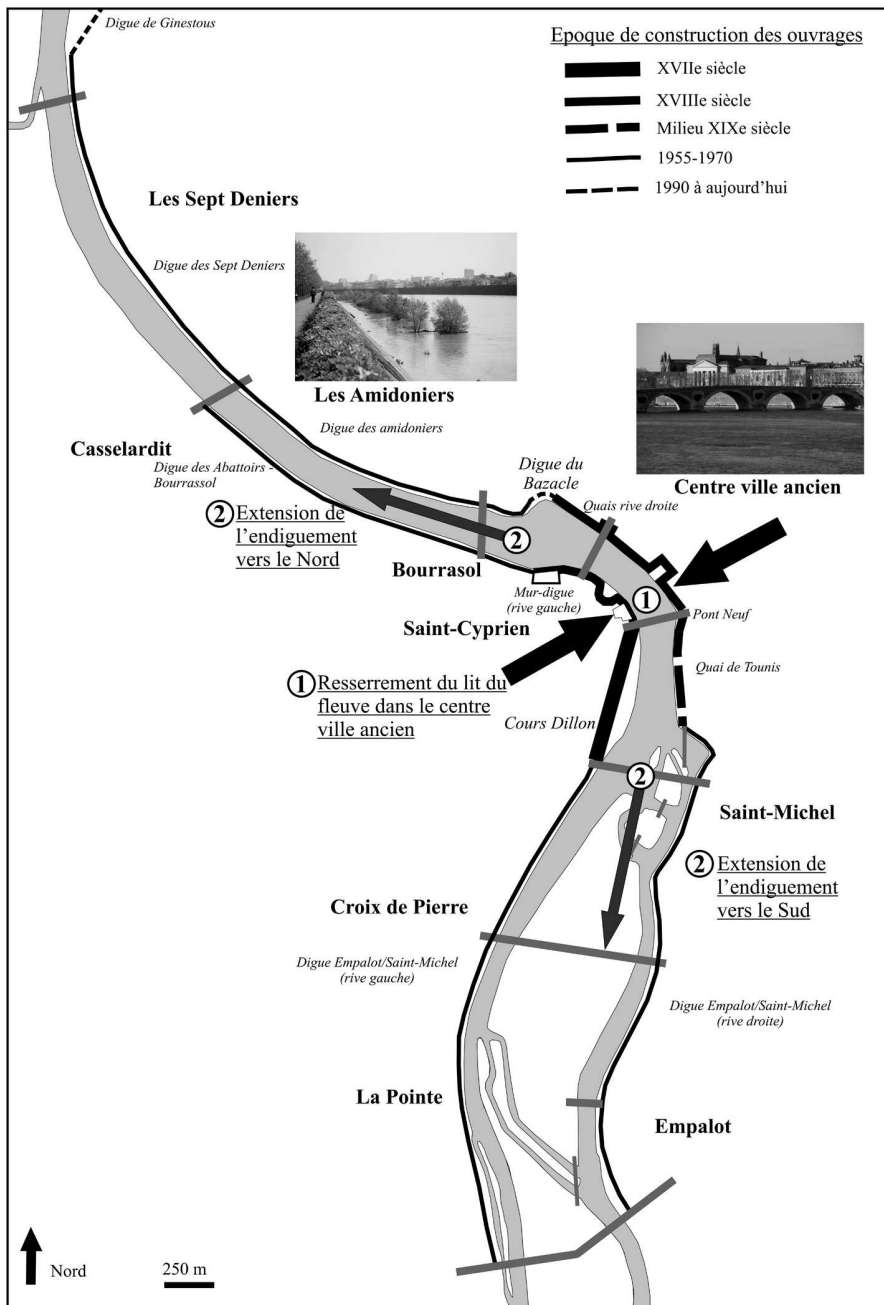 Digue de Ginestous
Epoque de construction des ouvrages
XVIIe siècle
XVIIIe siècle
Milieu XIXe siècle
1955-1970
1990 à aujourd'hui
Les Sept Deniers
Digue des Sept Deniers
Les Amidoniers
Digue des amidoniers
Casselardit
Digue des Abattoirs -
Bourrassol
Digue du
Bazacle
Centre ville ancien
Quais rive droite
2
Extension de
l'endiguement
vers le Nord
2
Bourrasol
Mur-digue
(rive gauche)
1
Saint-Cyprien
Pont Neuf
1
Resserrement du lit du
fleuve dans le centre
ville ancien
Quai de Tounis
Cours Dillon
2
Saint-Michel
2
Extension de
l'endiguement
vers le Sud
Croix de Pierre
Digue Empalot/Saint-Michel
(rive gauche)
Digue Empalot/Saint-Michel
(rive droite)
La Pointe
Empalot
Nord
250 m